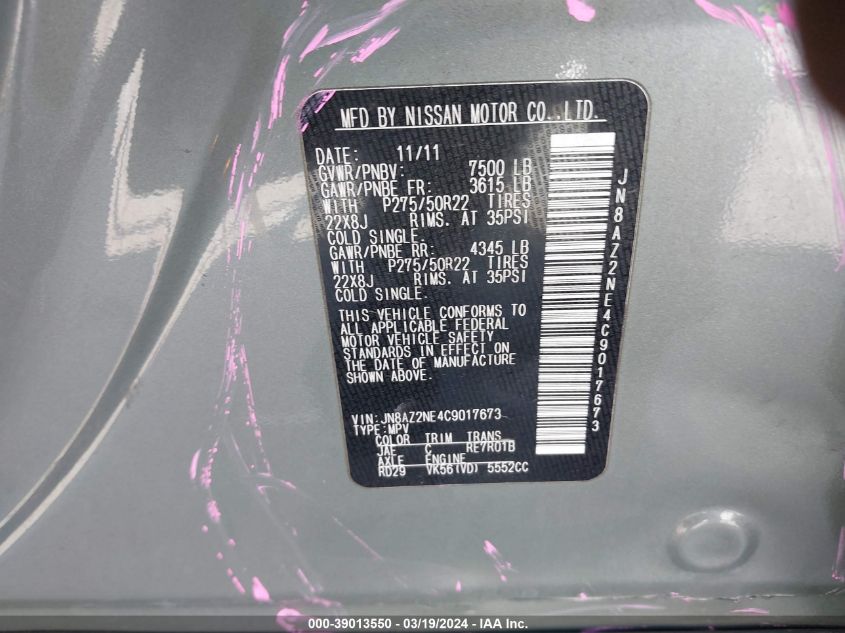 MFD BY NISSAN MOTOR CO.,LTD.
DATE: 11/11
GVWR/PNBV: 7500 LB
GAWR/PNBE FR: 3615 LB
WITH P275/50R22 TIRES
22X8J RIMS. AT 35PSI
COLD SINGLE.
GAWR/PNBE RR: 4345 LB
WITH P275/50R22 TIRES
22X8J RIMS. AT 35PSI
COLD SINGLE.
THIS VEHICLE CONFORMS TO
ALL APPLICABLE FEDERAL
MOTOR VEHICLE SAFETY
STANDARDS IN EFFECT ON
THE DATE OF MANUFACTURE
SHOWN ABOVE.
VIN:JN8AZ2NE4C9017673
TYPE:MPV
COLOR TRIM TRANS
JAE C RE7R01B
AXLE ENGINE
RD29 VK56(VD) 5552CC
JN8AZ2NE4C9017673
000-39013550 - 03/19/2024 - IAA Inc.